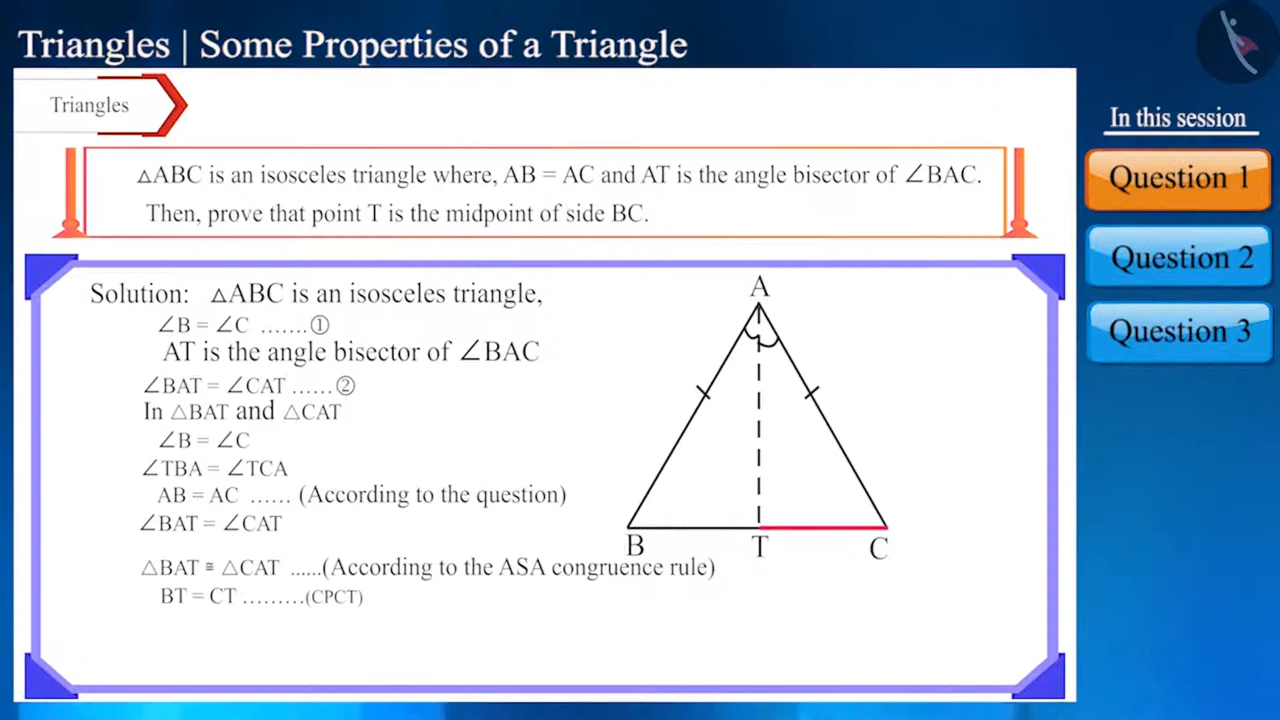 Triangles | Some Properties of a Triangle
Triangles
In this session
Question 1
Question 2
Question 3
△ABC is an isosceles triangle where, AB = AC and AT is the angle bisector of ∠BAC.
Then, prove that point T is the midpoint of side BC.
Solution: △ABC is an isosceles triangle,
∠B = ∠C .......①
AT is the angle bisector of ∠BAC
∠BAT = ∠CAT ......②
In △BAT and △CAT
∠B = ∠C
∠TBA = ∠TCA
AB = AC ...... (According to the question)
∠BAT = ∠CAT
△BAT ≅ △CAT ......(According to the ASA congruence rule)
BT = CT .........(CPCT)
A
B T C